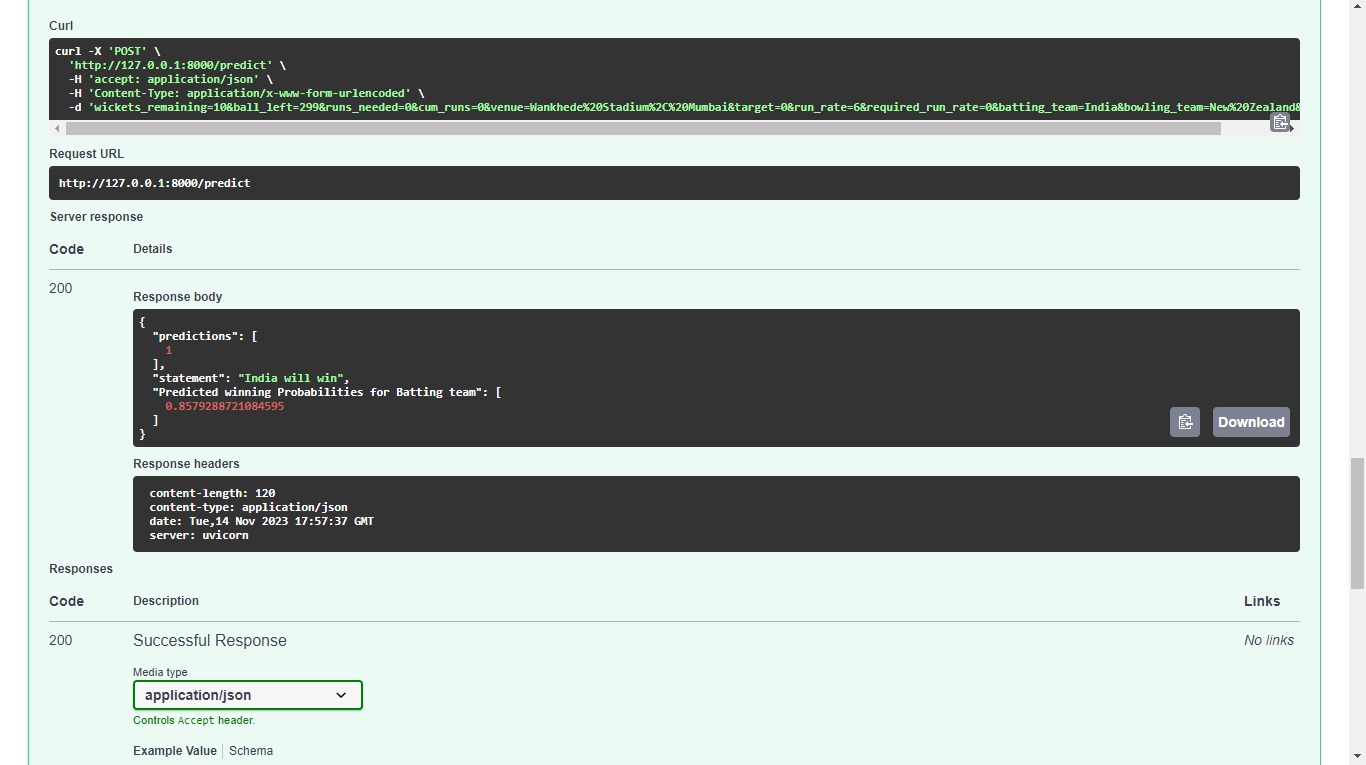 Curl
curl -X 'POST' \
'http://127.0.0.1:8000/predict' \
-H 'accept: application/json' \
-H 'Content-Type: application/x-www-form-urlencoded' \
-d 'wickets_remaining=10&ball_left=299&runs_needed=0&cum_runs=0&venue=Wankhede%20Stadium%2C%20Mumbai&target=0&run_rate=6&required_run_rate=0&batting_team=India&bowling_team=New%20Zealand&
Request URL
http://127.0.0.1:8000/predict
Server response
Code Details
200
Response body
{
"predictions": [
1
],
"statement": "India will win",
"Predicted winning Probabilities for Batting team": [
0.8579288721084595
]
}
Download
Response headers
content-length: 120
content-type: application/json
date: Tue,14 Nov 2023 17:57:37 GMT
server: uvicorn
Responses
Code Description Links
200 Successful Response No links
Media type
application/json
Controls Accept header.
Example Value Schema